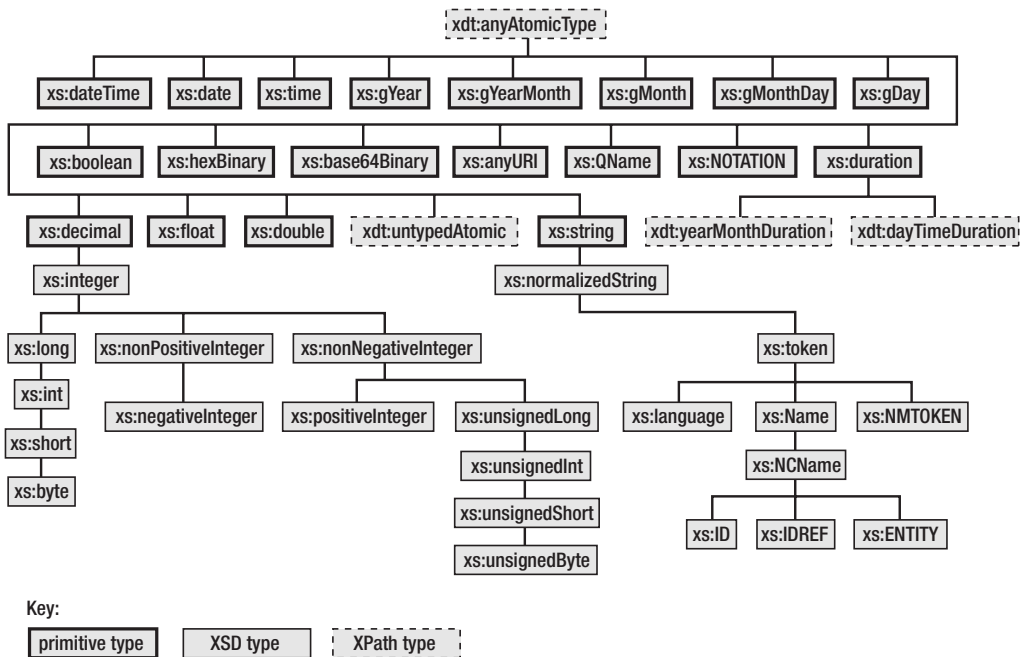 xdt:anyAtomicType
xs:dateTime xs:date xs:time xs:gYear xs:gYearMonth xs:gMonth xs:gMonthDay xs:gDay
xs:boolean xs:hexBinary xs:base64Binary xs:anyURI xs:QName xs:NOTATION xs:duration
xs:decimal xs:float xs:double xdt:untypedAtomic xs:string xdt:yearMonthDuration xdt:dayTimeDuration
xs:integer xs:normalizedString
xs:long xs:nonPositiveInteger xs:nonNegativeInteger xs:token
xs:int xs:negativeInteger xs:positiveInteger xs:unsignedLong xs:language xs:Name xs:NMTOKEN
xs:short xs:unsignedInt xs:NCName
xs:byte xs:unsignedShort xs:ID xs:IDREF xs:ENTITY
xs:unsignedByte
Key:
primitive type XSD type XPath type